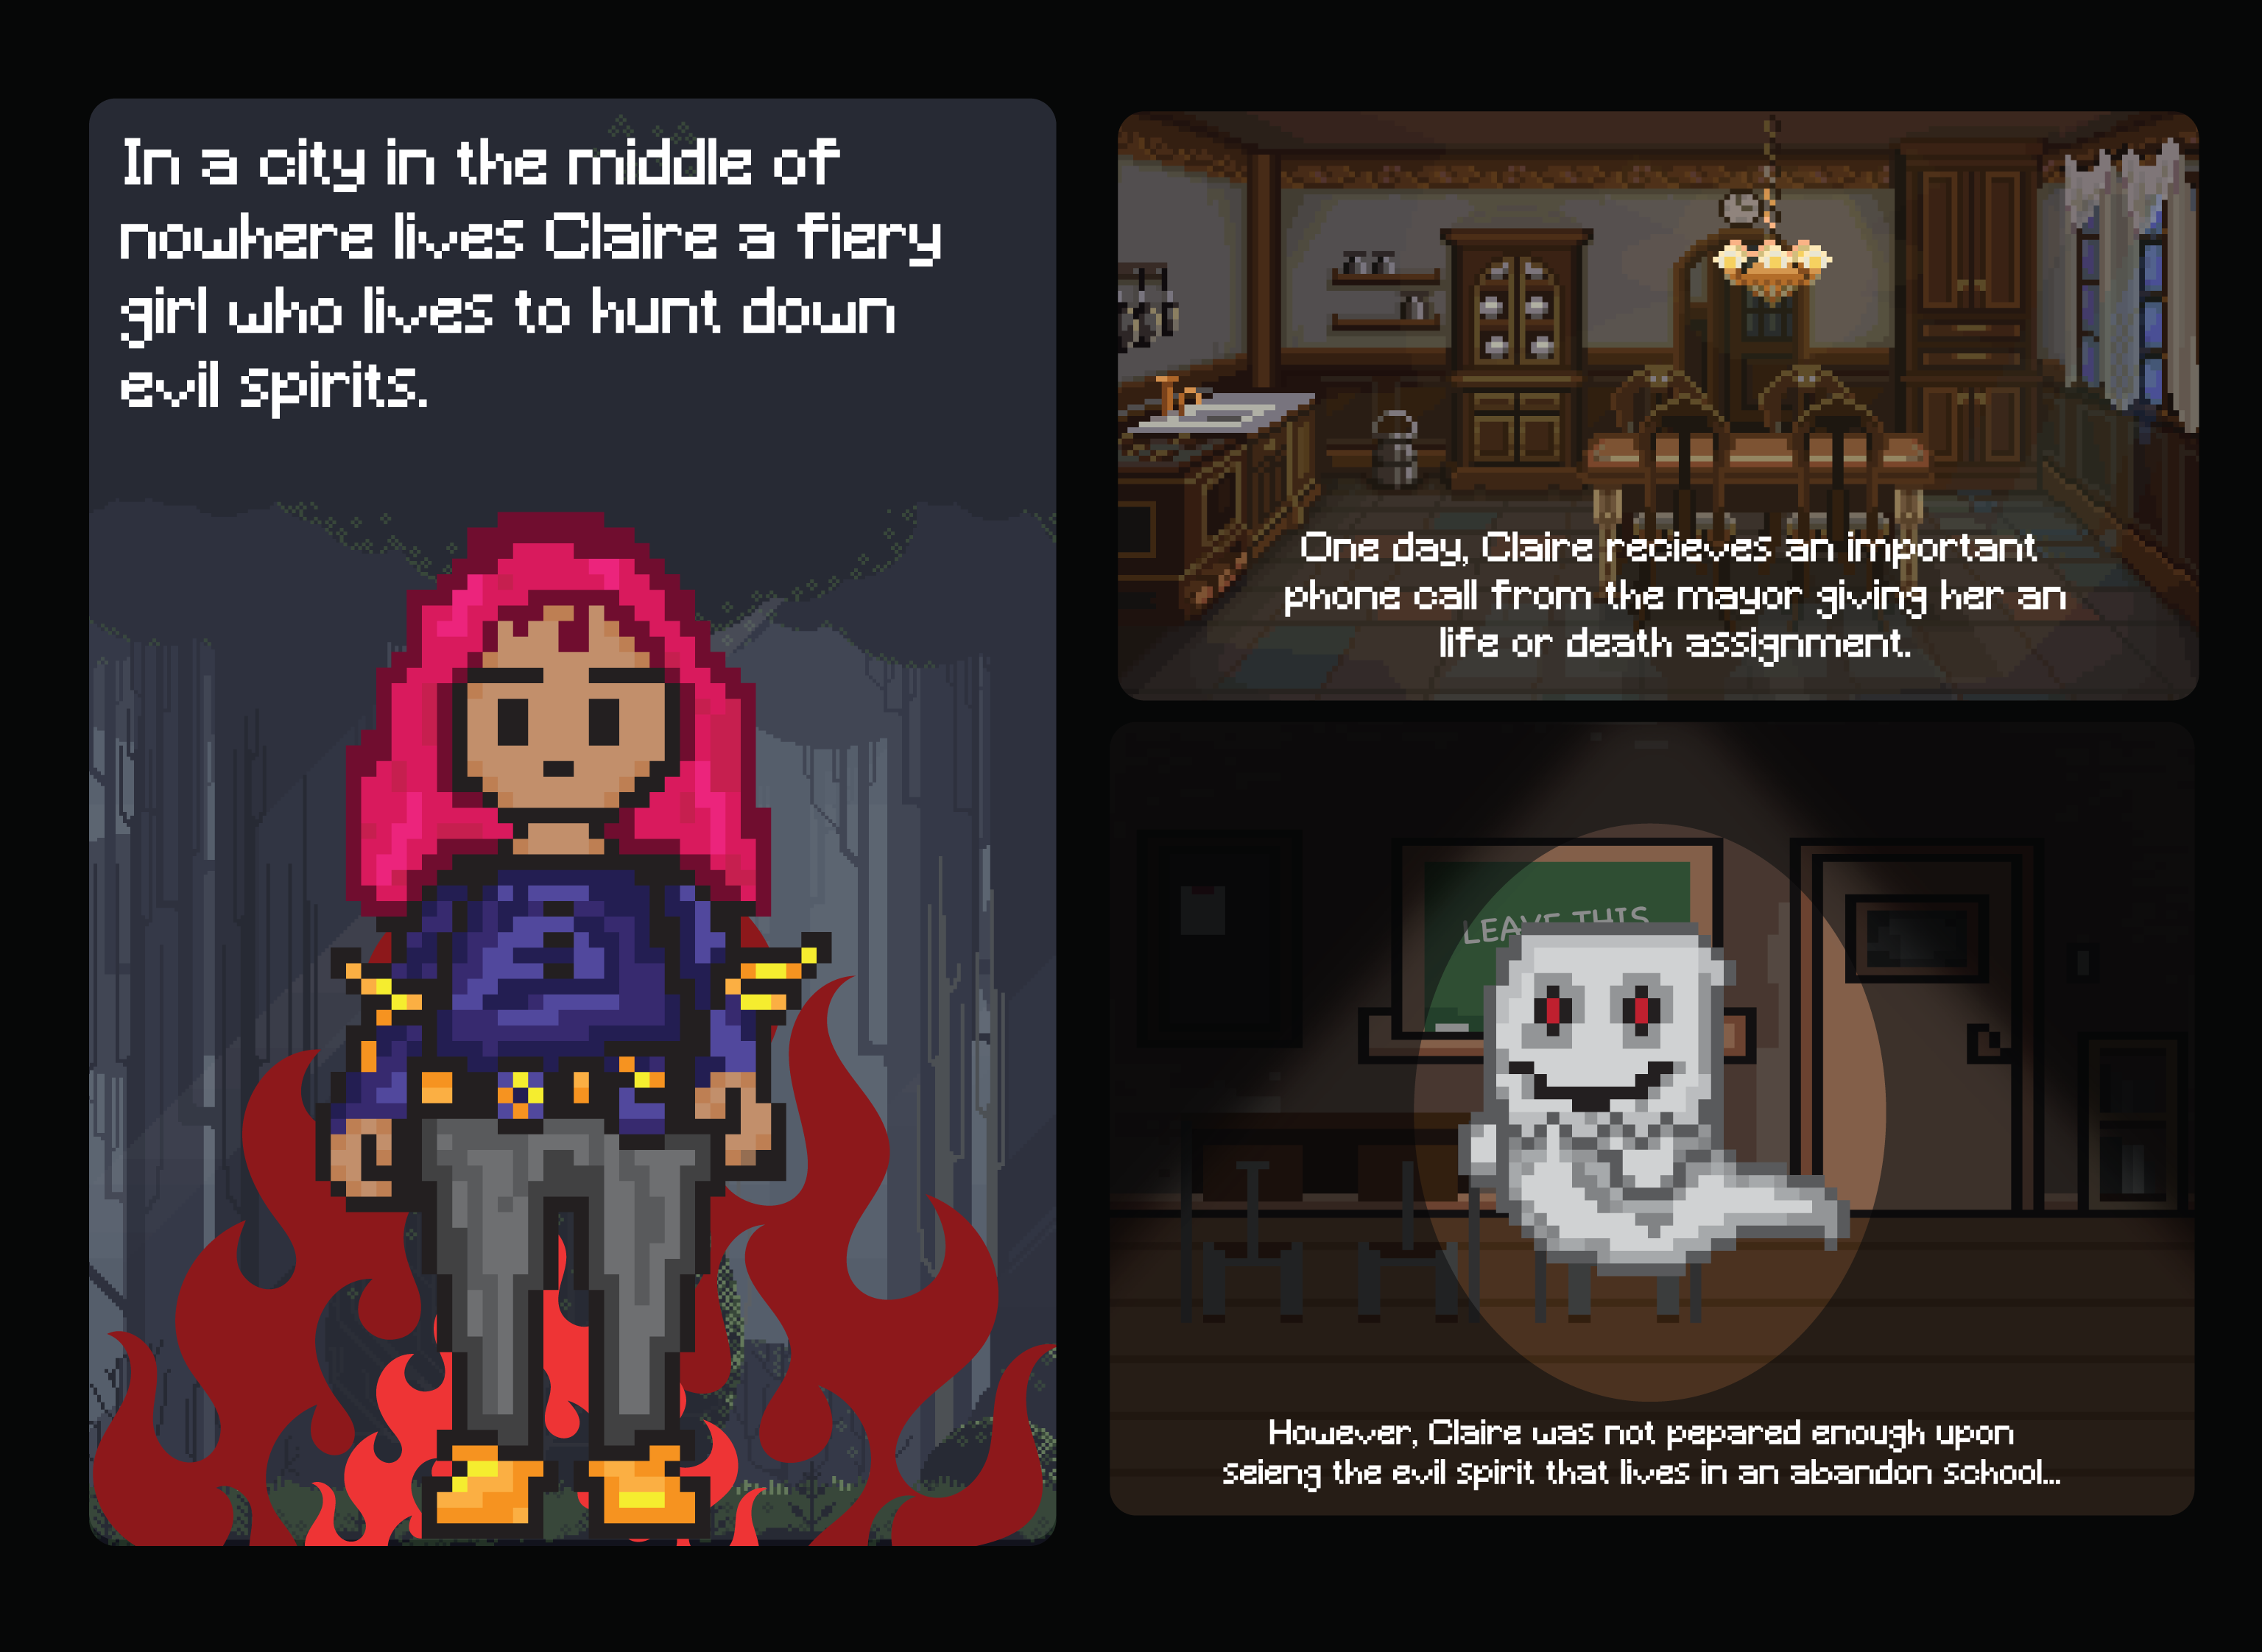 In a city in the middle of
nowhere lives Claire a fiery
girl who lives to hunt down
evil spirits.
One day, Claire recieves an important
phone call from the mayor giving her an
life or death assignment.
LEAVE THIS
However, Claire was not pepared enough upon
seieng the evil spirit that lives in an abandon school...